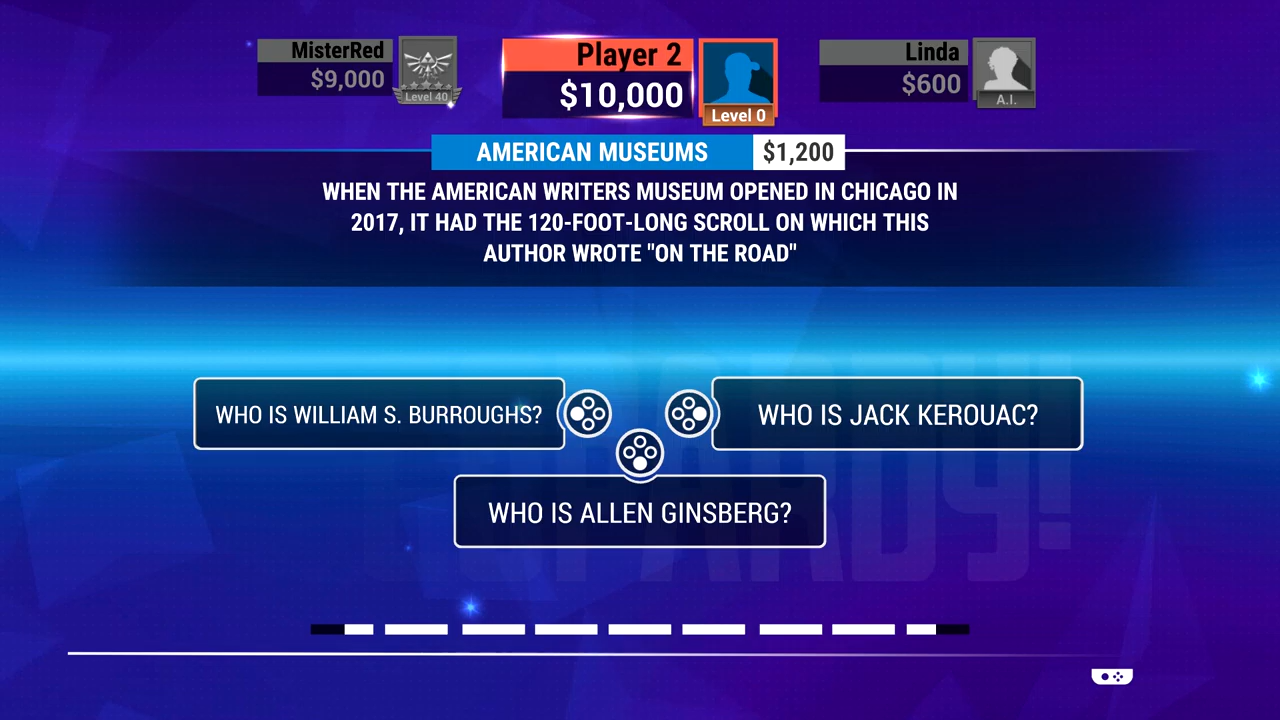 MisterRed
$9,000
Level 40
Player 2
$10,000
Level 0
Linda
$600
A.I.
AMERICAN MUSEUMS
$1,200
WHEN THE AMERICAN WRITERS MUSEUM OPENED IN CHICAGO IN
2017, IT HAD THE 120-FOOT-LONG SCROLL ON WHICH THIS
AUTHOR WROTE "ON THE ROAD"
WHO IS WILLIAM S. BURROUGHS?
WHO IS JACK KEROUAC?
WHO IS ALLEN GINSBERG?
JEOPARDY!